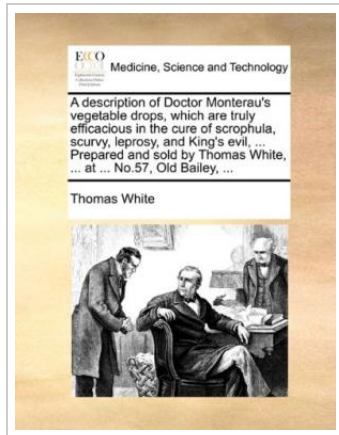 ECCO
Medicine, Science and Technology
A description of Doctor Monterau's
vegetable drops, which are truly
efficacious in the cure of scrophula,
scurvy, leprosy, and King's evil, ...
Prepared and sold by Thomas White,
... at ... No.57, Old Bailey, ...
Thomas White